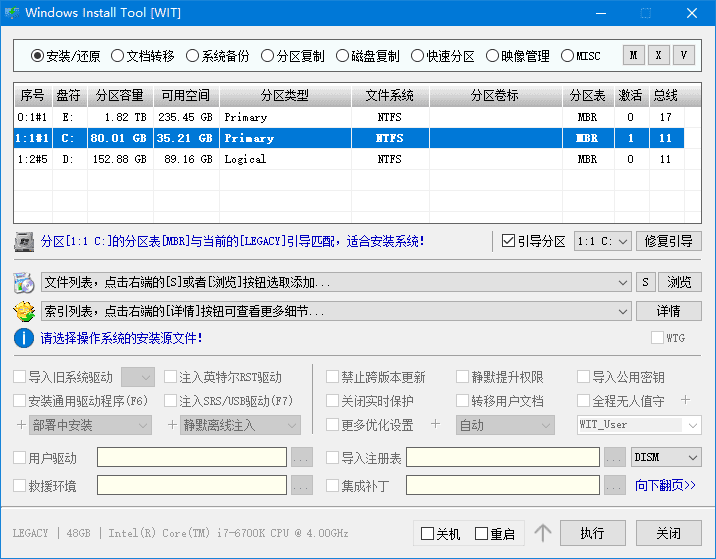 Windows Install Tool [WIT]
安装/还原 文档转移 系统备份 分区复制 磁盘复制 快速分区 映像管理 MISC M X V
序号 盘符 分区容量 可用空间 分区类型 文件系统 分区卷标 分区表 激活 总线
0:1#1 E: 1.82 TB 235.45 GB Primary NTFS MBR 0 17
1:1#1 C: 80.01 GB 35.21 GB Primary NTFS MBR 1 11
1:2#5 D: 152.88 GB 89.16 GB Logical NTFS MBR 0 11
分区[1:1 C:]的分区表[MBR]与当前的[LEGACY]引导匹配，适合安装系统! 引导分区 1:1 C: 修复引导
文件列表，点击右端的[S]或者[浏览]按钮选取添加... S 浏览
索引列表，点击右端的[详情]按钮可查看更多细节... 详情
请选择操作系统的安装源文件! WTG
导入旧系统驱动 注入英特尔RST驱动 禁止跨版本更新 静默提升权限 导入公用密钥
安装通用驱动程序(F6) 注入SRS/USB驱动(F7) 关闭实时保护 转移用户文档 全程无人值守 +
+ 部署中安装 + 静默离线注入 更多优化设置 + 自动 WIT_User
用户驱动 ... 导入注册表 ... DISM
救援环境 ... 集成补丁 ... 向下翻页>>
LEGACY | 48GB | Intel(R) Core(TM) i7-6700K CPU @ 4.00GHz 关机 重启 执行 关闭